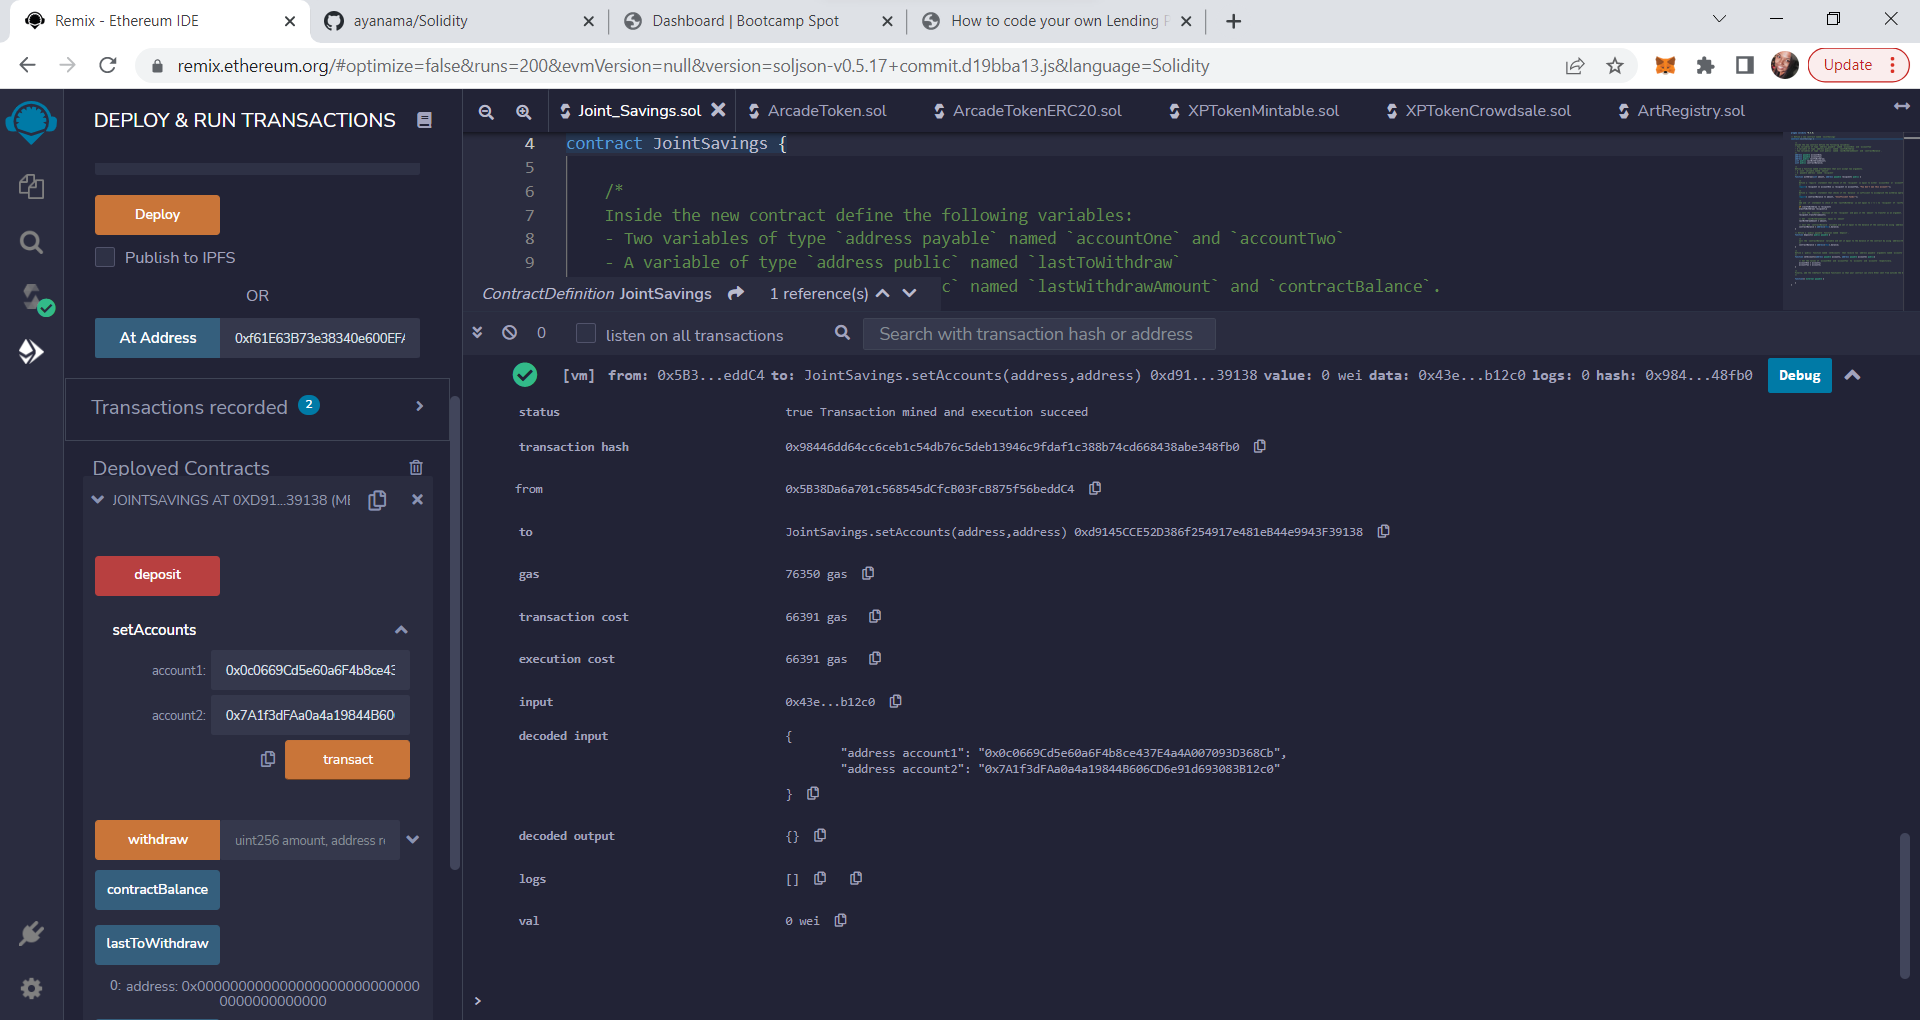 Remix - Ethereum IDE
ayanama/Solidity
Dashboard | Bootcamp Spot
How to code your own Lending P
remix.ethereum.org/#optimize=false&runs=200&evmVersion=null&version=soljson-v0.5.17+commit.d19bba13.js&language=Solidity
Update
DEPLOY & RUN TRANSACTIONS
Deploy
Publish to IPFS
OR
At Address 0xf61E63B73e38340e600EFA
Transactions recorded 2
Deployed Contracts
JOINTSAVINGS AT 0XD91...39138 (ME
deposit
setAccounts
account1: 0x0c0669Cd5e60a6F4b8ce43
account2: 0x7A1f3dFAa0a4a19844B60
transact
withdraw uint256 amount, address re
contractBalance
lastToWithdraw
0: address: 0x000000000000000000000000000
0000000000000
Joint_Savings.sol
ArcadeToken.sol
ArcadeTokenERC20.sol
XPTokenMintable.sol
XPTokenCrowdsale.sol
ArtRegistry.sol
4 contract JointSavings {
5
6 /*
7 Inside the new contract define the following variables:
8 - Two variables of type `address payable` named `accountOne` and `accountTwo`
9 - A variable of type `address public` named `lastToWithdraw`
c` named `lastWithdrawAmount` and `contractBalance`.
ContractDefinition JointSavings 1 reference(s)
0 listen on all transactions Search with transaction hash or address
[vm] from: 0x5B3...eddC4 to: JointSavings.setAccounts(address,address) 0xd91...39138 value: 0 wei data: 0x43e...b12c0 logs: 0 hash: 0x984...48fb0 Debug
status true Transaction mined and execution succeed
transaction hash 0x98446dd64cc6ceb1c54db76c5deb13946c9fdaf1c388b74cd668438abe348fb0
from 0x5B38Da6a701c568545dCfcB03FcB875f56beddC4
to JointSavings.setAccounts(address,address) 0xd9145CCE52D386f254917e481eB44e9943F39138
gas 76350 gas
transaction cost 66391 gas
execution cost 66391 gas
input 0x43e...b12c0
decoded input {
"address account1": "0x0c0669Cd5e60a6F4b8ce437E4a4A007093D368Cb",
"address account2": "0x7A1f3dFAa0a4a19844B606CD6e91d693083B12c0"
}
decoded output {}
logs []
val 0 wei
>